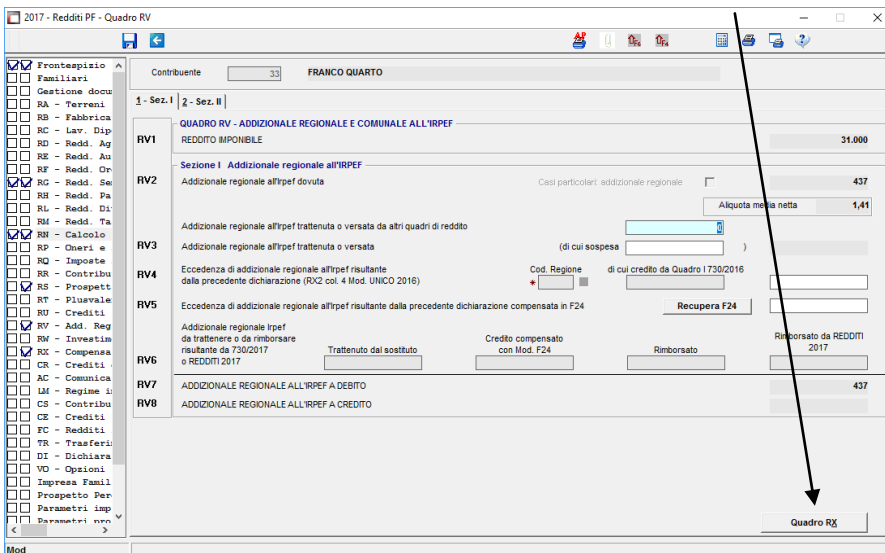 2017 - Redditi PF - Quadro RV
Frontespizio
Familiari
Gestione docu
RA - Terreni
RB - Fabbrica
RC - Lav. Dip
RD - Redd. Ag
RE - Redd. Au
RF - Redd. Or
RG - Redd. Se
RH - Redd. Pa
RL - Redd. Di
RM - Redd. Ta
RN - Calcolo
RP - Oneri e
RQ - Imposte
RR - Contribu
RS - Prospett
RT - Plusvale
RU - Crediti
RV - Add. Reg
RW - Investim
RX - Compensa
CR - Crediti
AC - Comunica
LM - Regime i
CS - Contribu
CE - Crediti
FC - Redditi
TR - Trasferi
DI - Dichiara
VO - Opzioni
Impresa Famil
Prospetto Per
Parametri imp
Parametri pro
Mod
Contribuente 33 FRANCO QUARTO
1 - Sez. I 2 - Sez. II
QUADRO RV - ADDIZIONALE REGIONALE E COMUNALE ALL'IRPEF
RV1 REDDITO IMPONIBILE 31.000
Sezione I Addizionale regionale all'IRPEF
RV2 Addizionale regionale all'Irpef dovuta Casi particolari addizionale regionale 437
Aliquota media netta 1,41
Addizionale regionale all'Irpef trattenuta o versata da altri quadri di reddito
RV3 Addizionale regionale all'Irpef trattenuta o versata (di cui sospesa )
RV4 Eccedenza di addizionale regionale all'Irpef risultante Cod. Regione di cui credito da Quadro I 730/2016
dalla precedente dichiarazione (RX2 col. 4 Mod. UNICO 2016) *
RV5 Eccedenza di addizionale regionale all'Irpef risultante dalla precedente dichiarazione compensata in F24 Recupera F24
Addizionale regionale Irpef
da trattenere o da rimborsare Credito compensato Rimborsato da REDDITI
risultante da 730/2017 Trattenuto dal sostituto con Mod. F24 Rimborsato 2017
RV6 o REDDITI 2017
RV7 ADDIZIONALE REGIONALE ALL'IRPEF A DEBITO 437
RV8 ADDIZIONALE REGIONALE ALL'IRPEF A CREDITO
Quadro RX